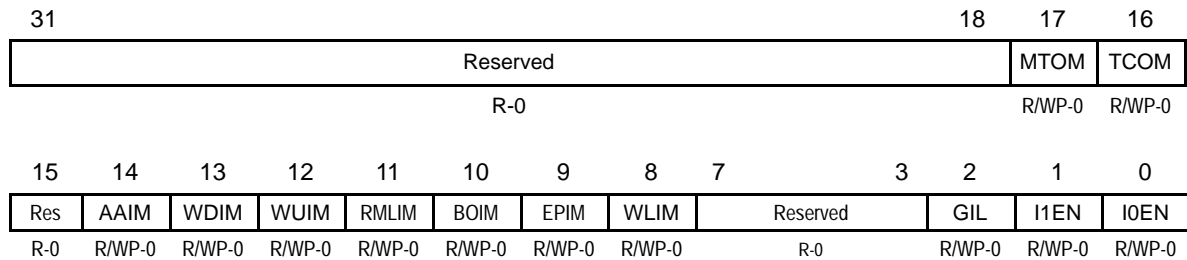 31 18 17 16
Reserved MTOM TCOM
R-0 R/WP-0 R/WP-0
15 14 13 12 11 10 9 8 7 3 2 1 0
Res AAIM WDIM WUIM RMLIM BOIM EPIM WLIM Reserved GIL I1EN I0EN
R-0 R/WP-0 R/WP-0 R/WP-0 R/WP-0 R/WP-0 R/WP-0 R/WP-0 R-0 R/WP-0 R/WP-0 R/WP-0